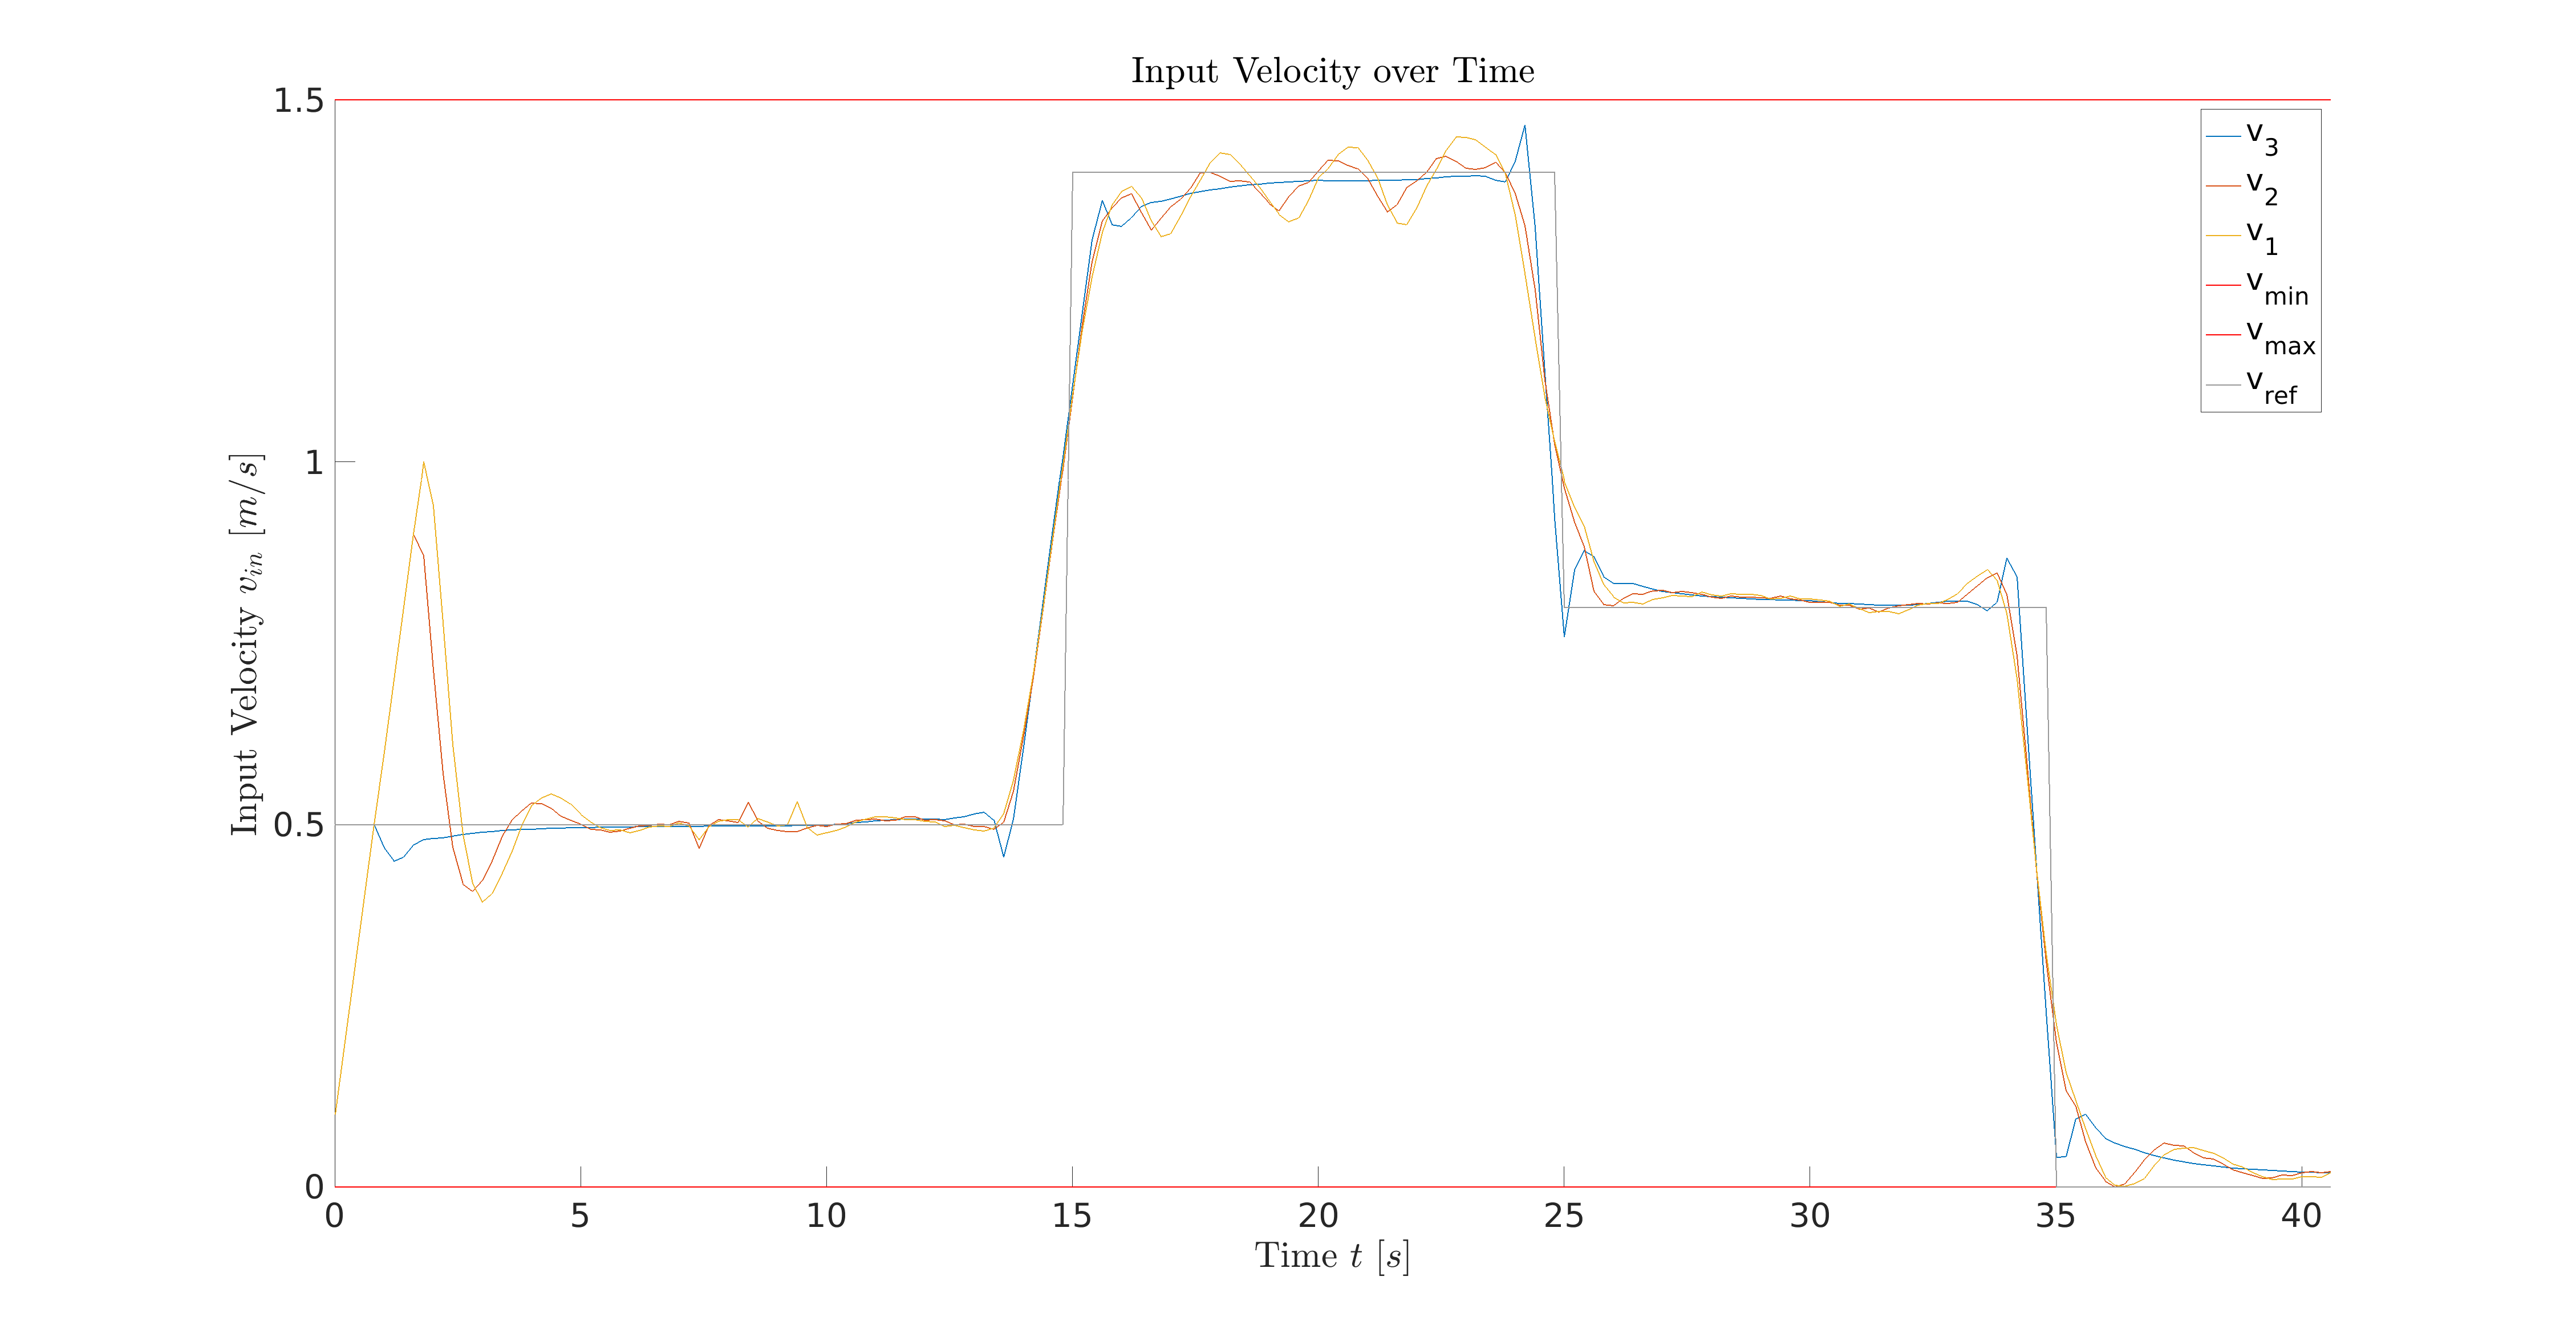 Input Velocity over Time
1.5
1
0.5
0
Input Velocity v_in [m/s]
v_3
v_2
v_1
v_min
v_max
v_ref
0 5 10 15 20 25 30 35 40
Time t [s]